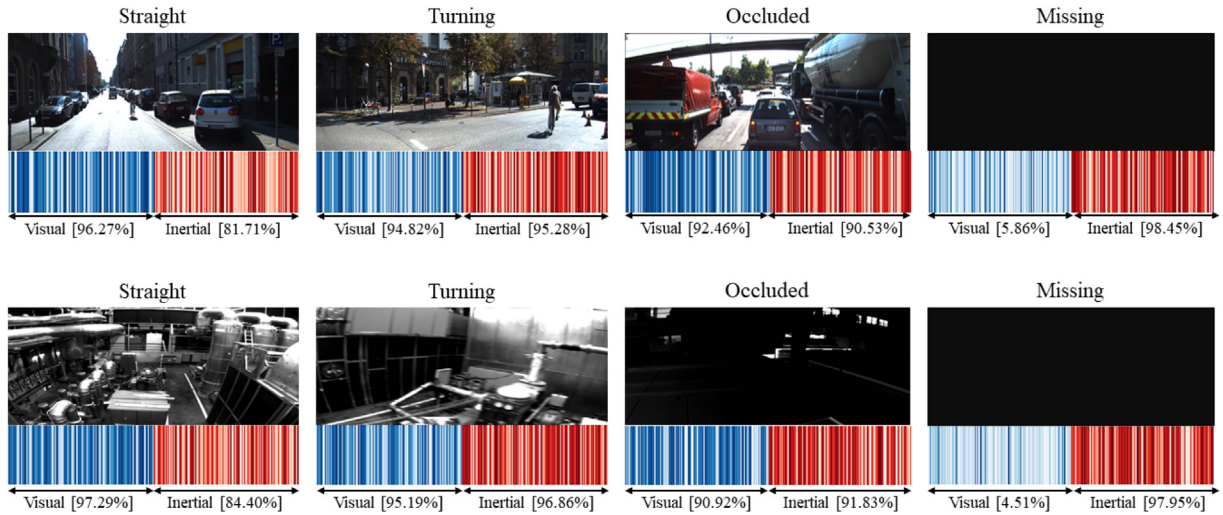 Straight Turning Occluded Missing
Visual [96.27%] Inertial [81.71%] Visual [94.82%] Inertial [95.28%] Visual [92.46%] Inertial [90.53%] Visual [5.86%] Inertial [98.45%]
Straight Turning Occluded Missing
Visual [97.29%] Inertial [84.40%] Visual [95.19%] Inertial [96.86%] Visual [90.92%] Inertial [91.83%] Visual [4.51%] Inertial [97.95%]